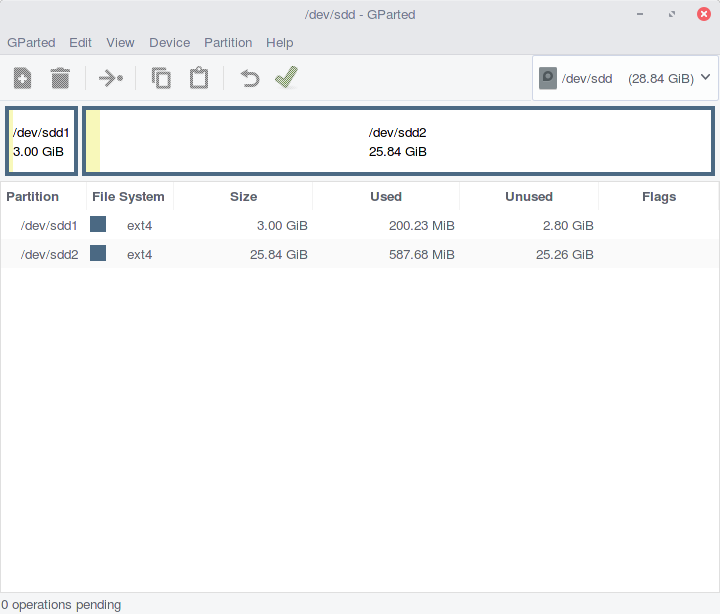 /dev/sdd - GParted
GParted Edit View Device Partition Help
/dev/sdd (28.84 GiB)
/dev/sdd1
3.00 GiB
/dev/sdd2
25.84 GiB
Partition File System Size Used Unused Flags
/dev/sdd1 ext4 3.00 GiB 200.23 MiB 2.80 GiB
/dev/sdd2 ext4 25.84 GiB 587.68 MiB 25.26 GiB
0 operations pending